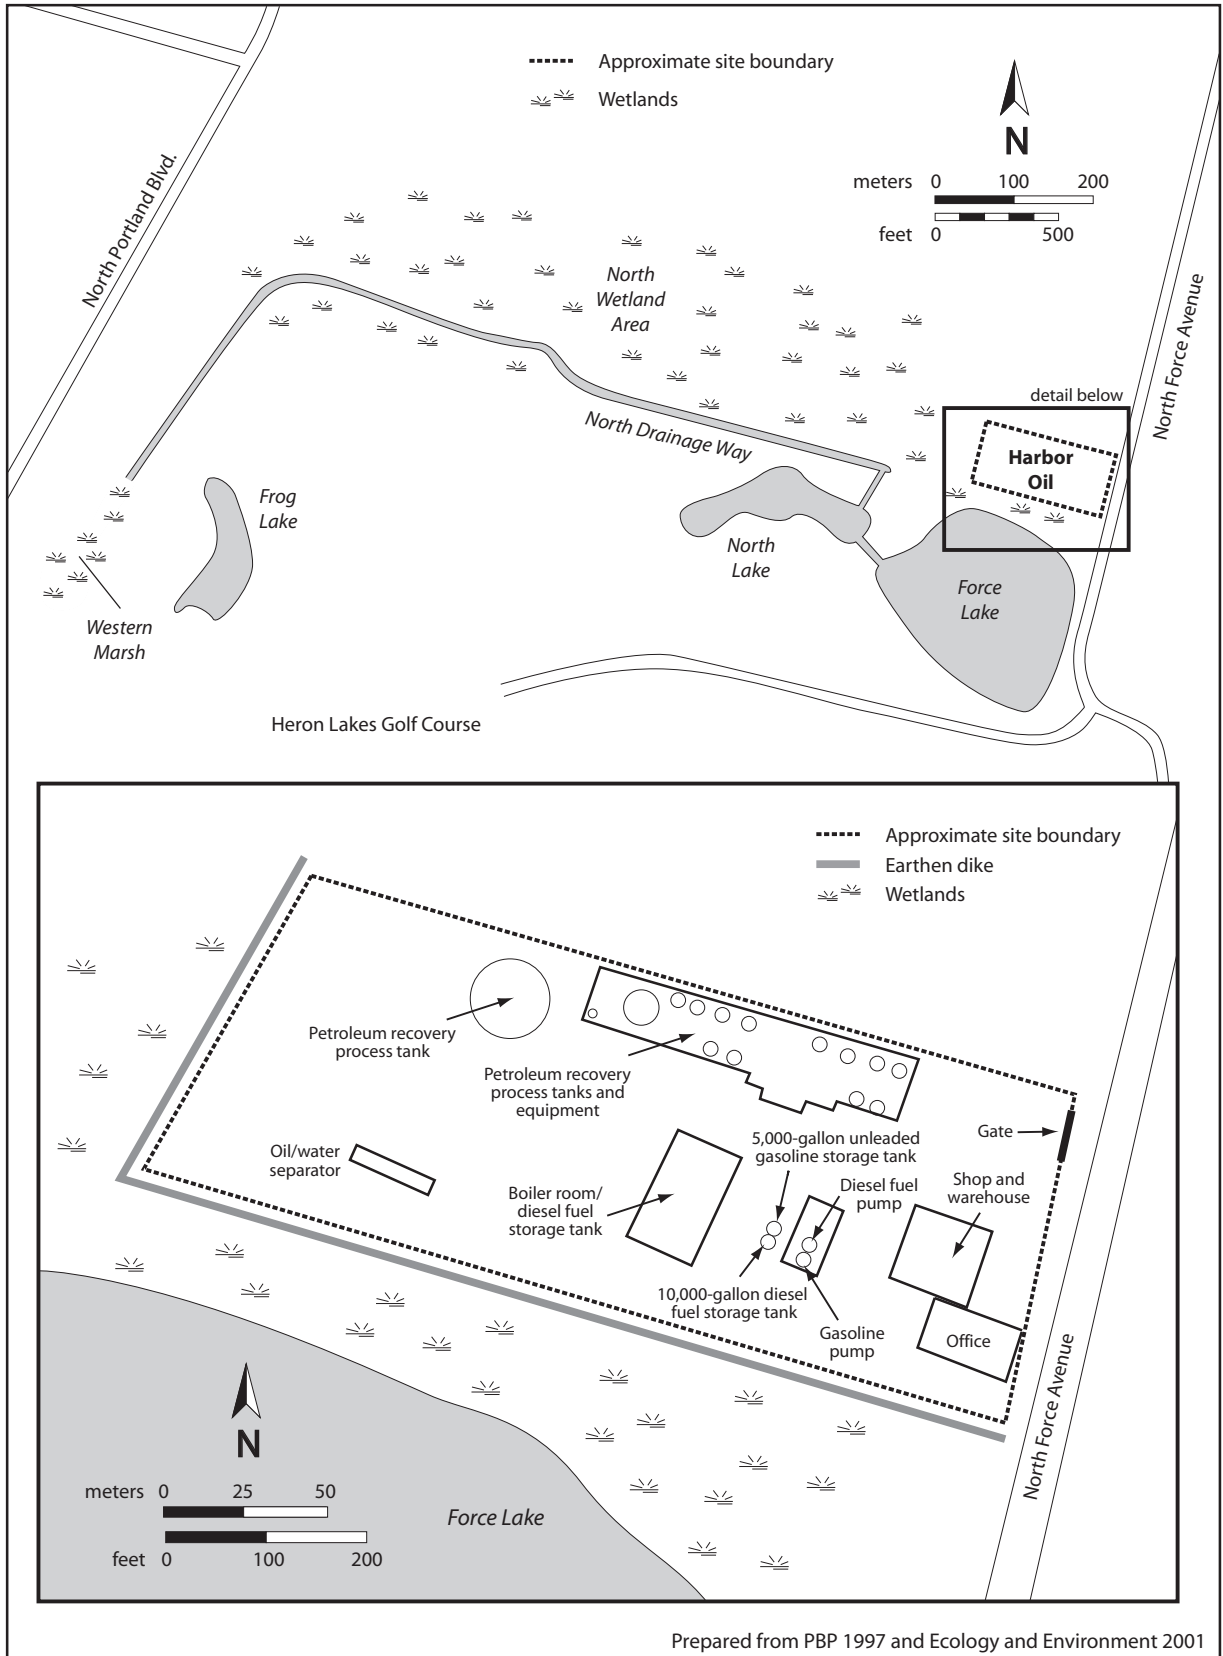 Approximate site boundary
Wetlands
N
meters 0 100 200
feet 0 500
North Portland Blvd.
North Force Avenue
North
Wetland
Area
detail below
North Drainage Way
Harbor
Oil
Frog
Lake
North
Lake
Force
Lake
Western
Marsh
Heron Lakes Golf Course
Approximate site boundary
Earthen dike
Wetlands
Petroleum recovery
process tank
Petroleum recovery
process tanks and
equipment
Gate
5,000-gallon unleaded
gasoline storage tank
Oil/water
separator
Diesel fuel
pump
Shop and
warehouse
Boiler room/
diesel fuel
storage tank
10,000-gallon diesel
fuel storage tank
Gasoline
pump
Office
North Force Avenue
N
meters 0 25 50
feet 0 100 200
Force Lake
Prepared from PBP 1997 and Ecology and Environment 2001